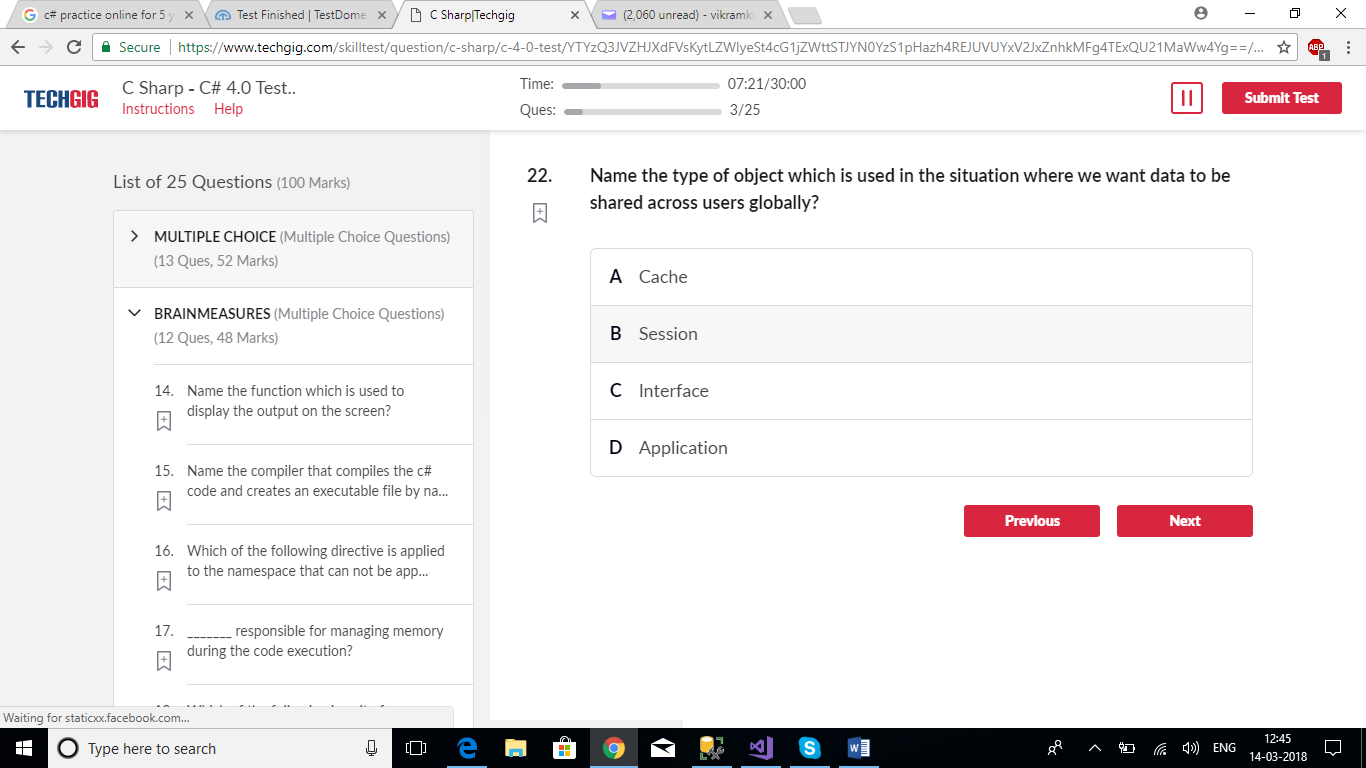 c# practice online for 5 y
Test Finished | TestDome
C Sharp|Techgig
(2,060 unread) - vikramk
Secure | https://www.techgig.com/skilltest/question/c-sharp/c-4-0-test/
ABP
1
TECHGIG
C Sharp - C# 4.0 Test..
Instructions Help
Time: 07:21/30:00
Ques: 3/25
Submit Test
List of 25 Questions (100 Marks)
MULTIPLE CHOICE (Multiple Choice Questions)
(13 Ques, 52 Marks)
BRAINMEASURES (Multiple Choice Questions)
(12 Ques, 48 Marks)
14. Name the function which is used to
display the output on the screen?
15. Name the compiler that compiles the c#
code and creates an executable file by na...
16. Which of the following directive is applied
to the namespace that can not be app...
17. _______ responsible for managing memory
during the code execution?
22. Name the type of object which is used in the situation where we want data to be
shared across users globally?
A Cache
B Session
C Interface
D Application
Previous Next
Waiting for staticxx.facebook.com...
Type here to search
ENG
12:45
14-03-2018